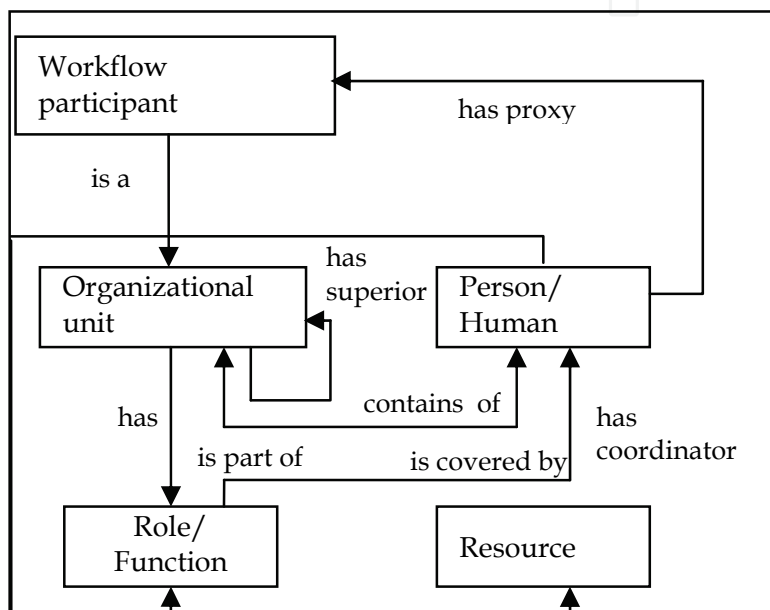 Workflow
participant
has proxy
is a
has
superior
Organizational
unit
Person/
Human
contains of
has
has
coordinator
is part of
is covered by
Role/
Function
Resource